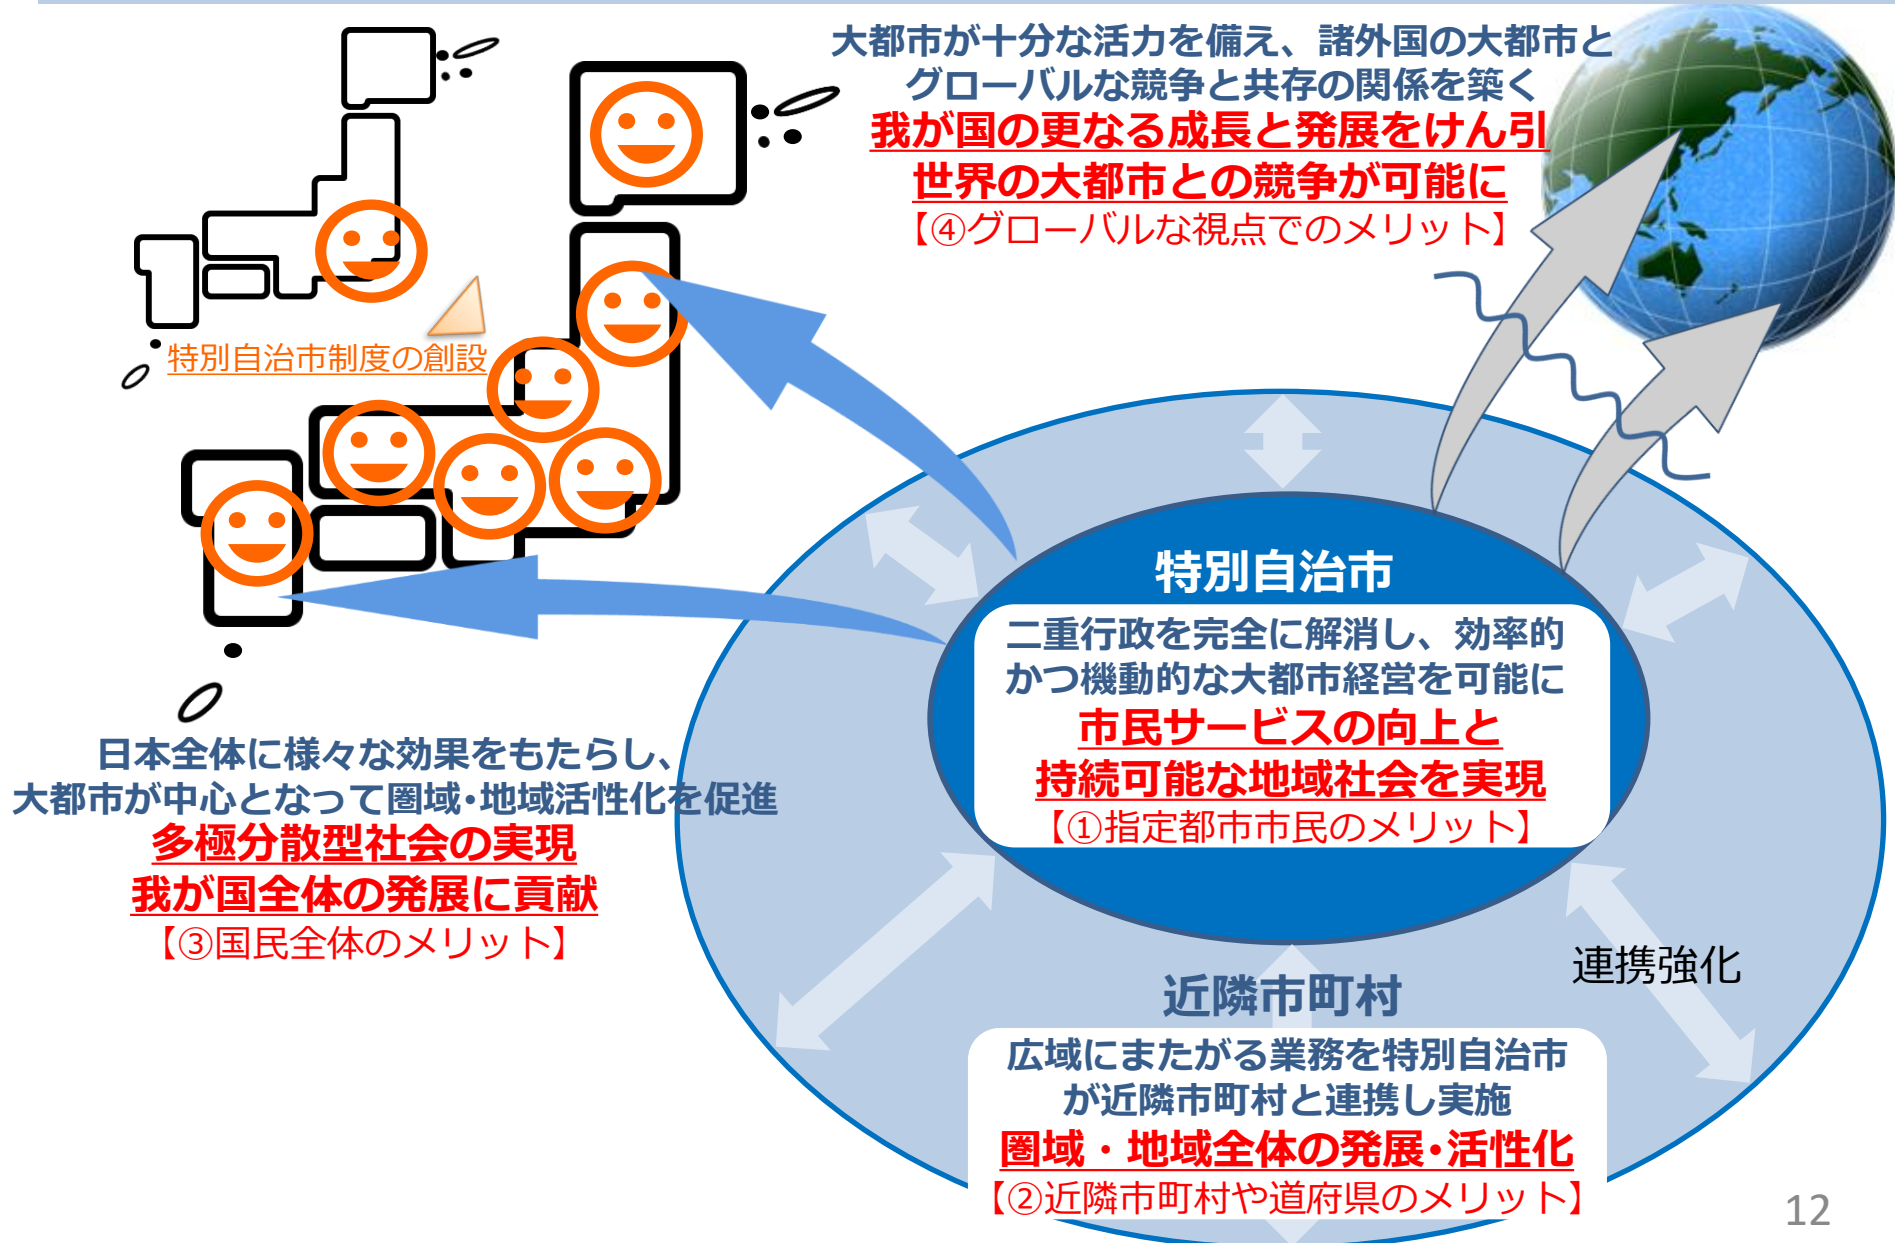 大都市が十分な活力を備え、諸外国の大都市と
グローバルな競争と共存の関係を築く
我が国の更なる成長と発展をけん引
世界の大都市との競争が可能に
【④グローバルな視点でのメリット】
特別自治市制度の創設
特別自治市
二重行政を完全に解消し、効率的
かつ機動的な大都市経営を可能に
市民サービスの向上と
持続可能な地域社会を実現
【①指定都市市民のメリット】
日本全体に様々な効果をもたらし、
大都市が中心となって圏域・地域活性化を促進
多極分散型社会の実現
我が国全体の発展に貢献
【③国民全体のメリット】
連携強化
近隣市町村
広域にまたがる業務を特別自治市
が近隣市町村と連携し実施
圏域・地域全体の発展・活性化
【②近隣市町村や道府県のメリット】
12